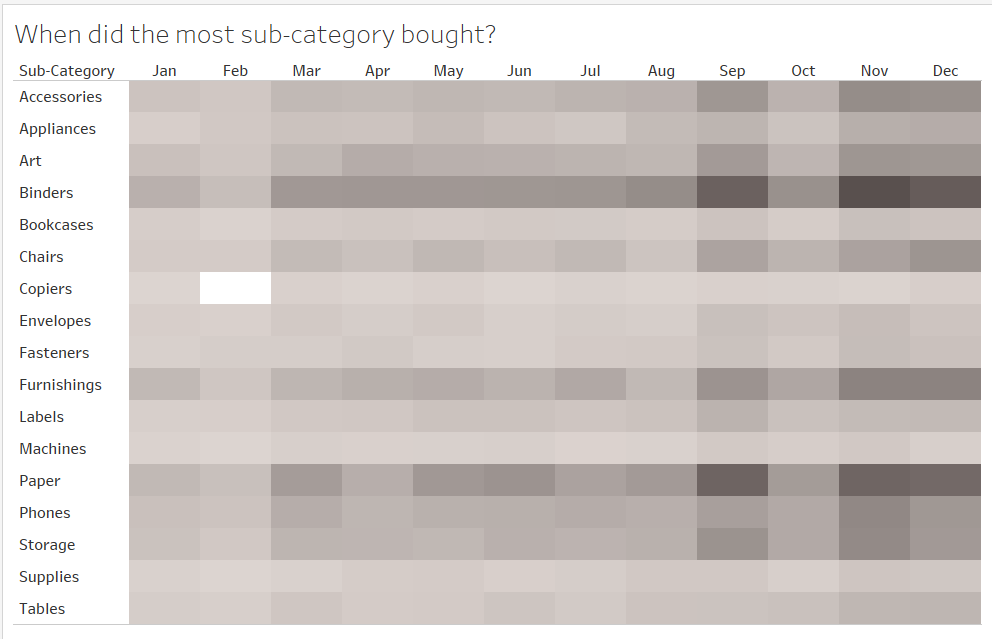 When did the most sub-category bought?
Sub-Category Jan Feb Mar Apr May Jun Jul Aug Sep Oct Nov Dec
Accessories
Appliances
Art
Binders
Bookcases
Chairs
Copiers
Envelopes
Fasteners
Furnishings
Labels
Machines
Paper
Phones
Storage
Supplies
Tables